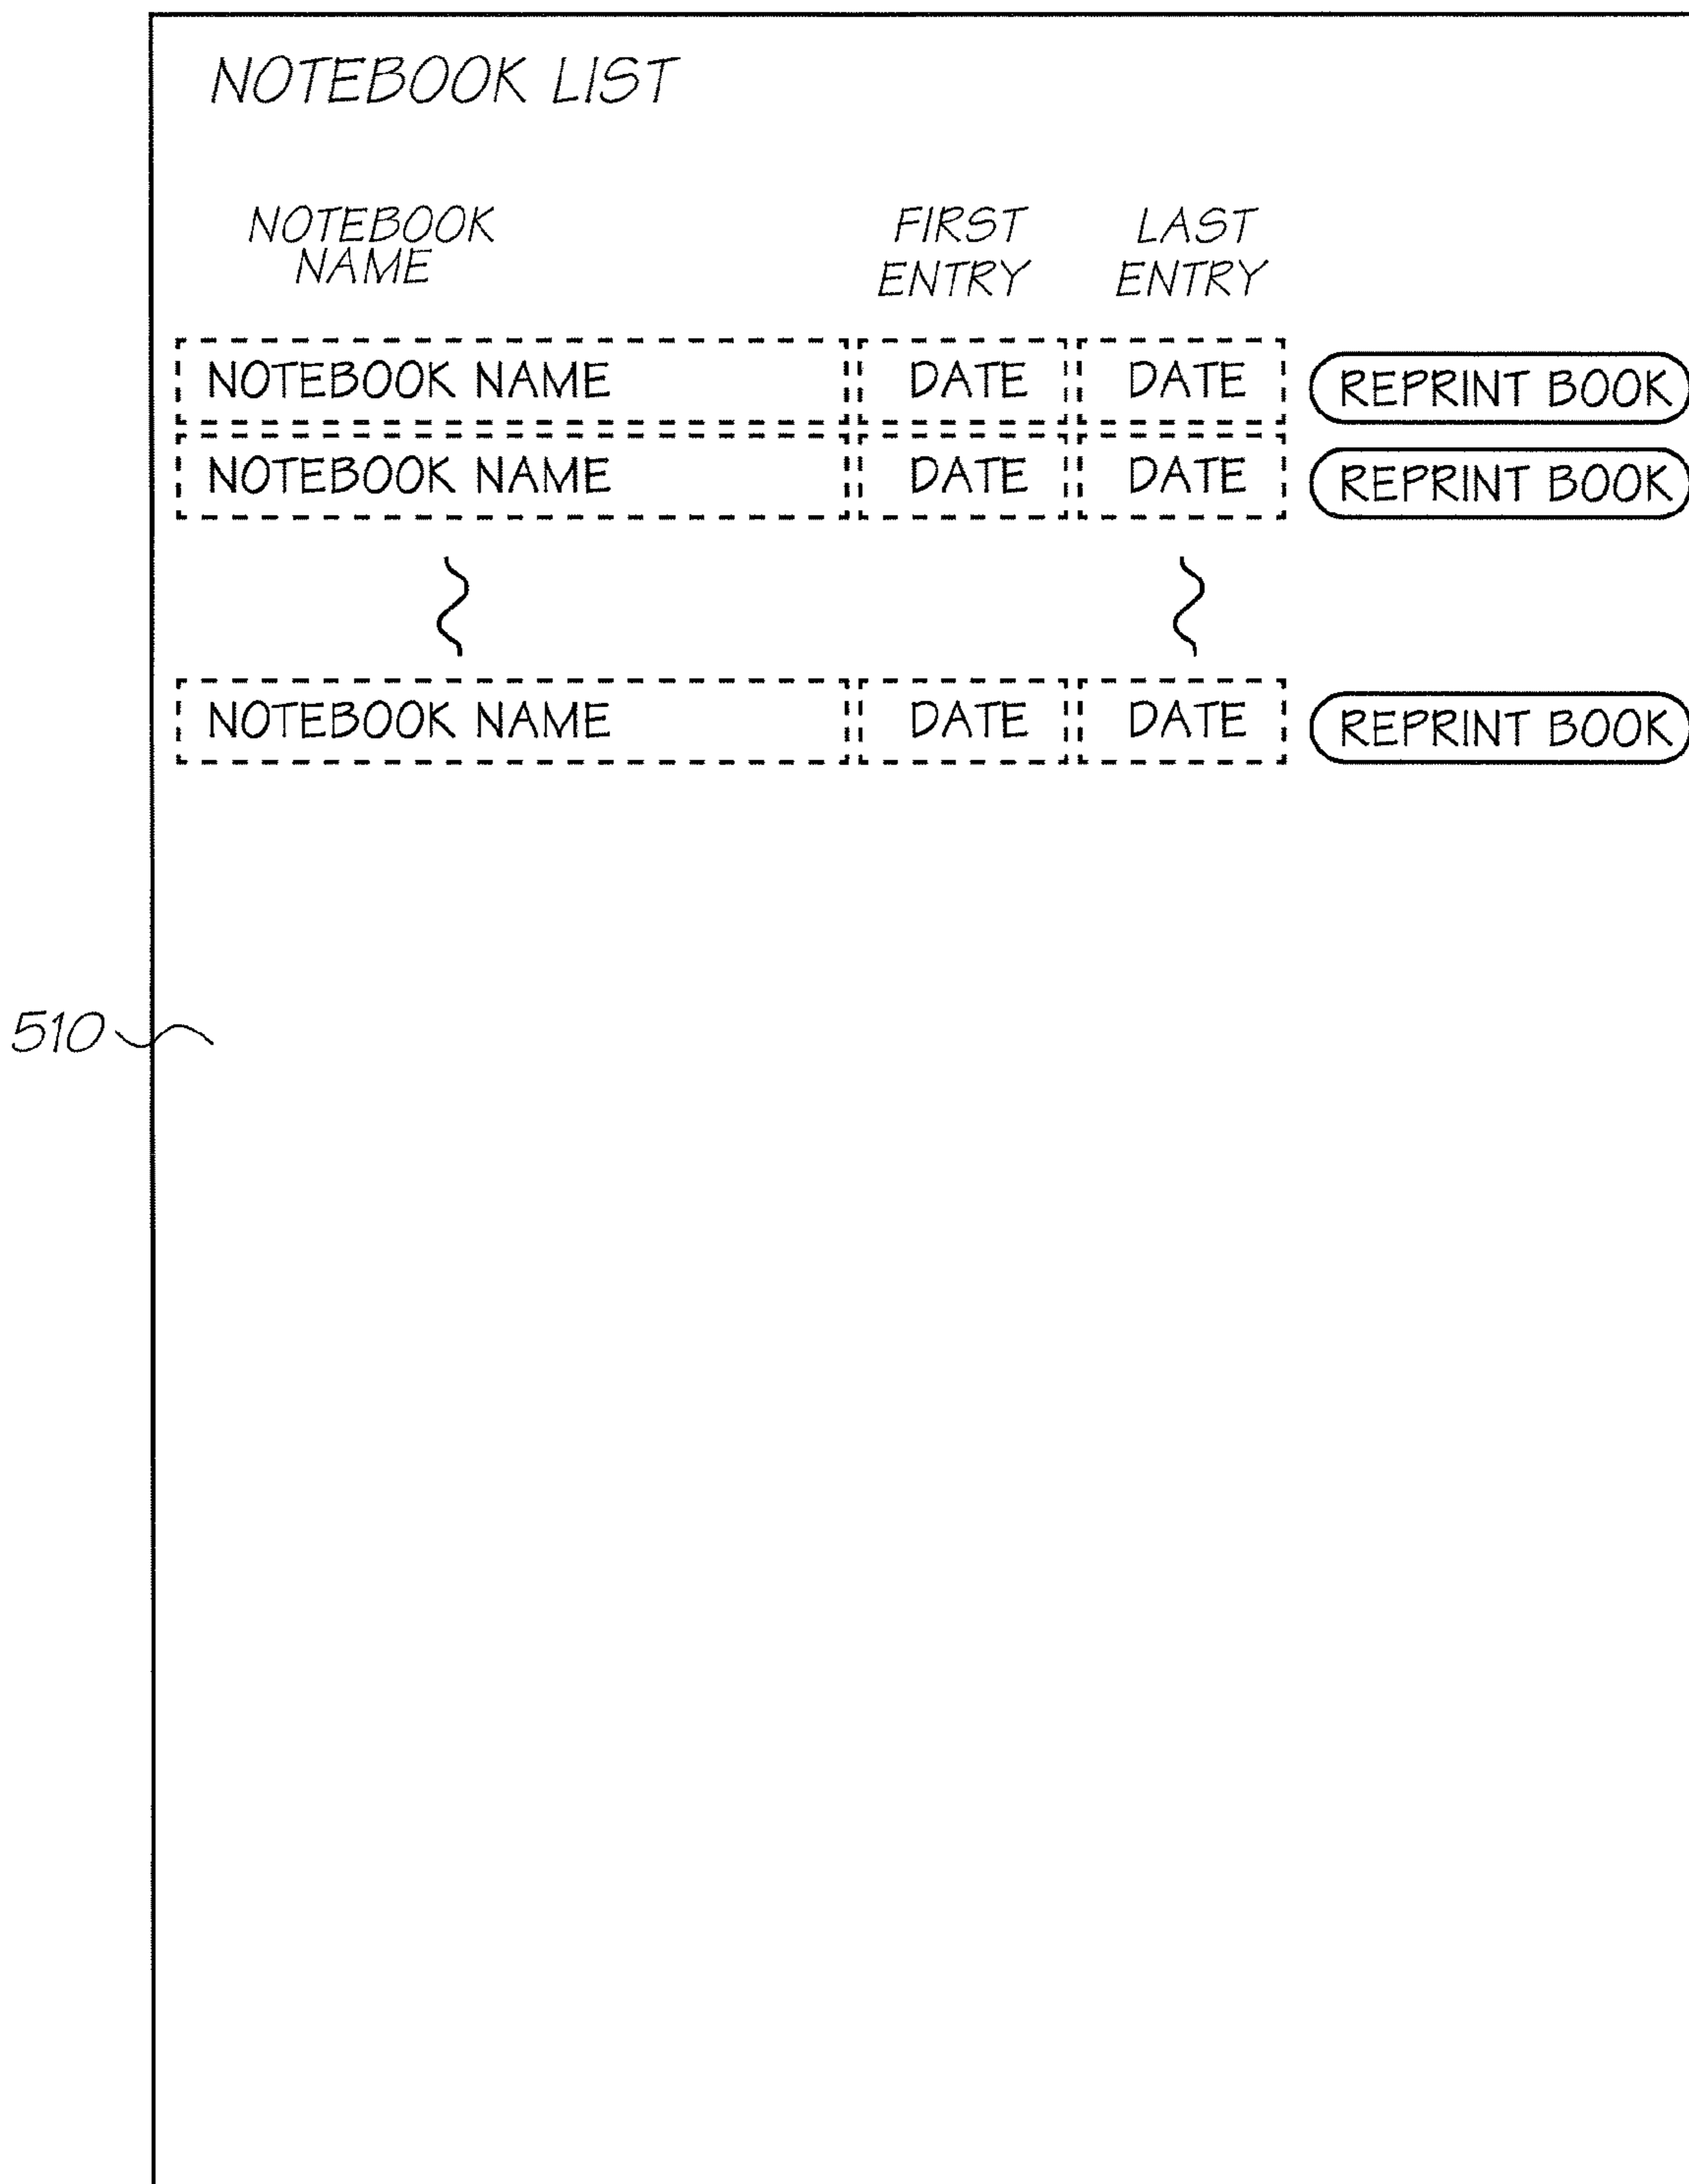 NOTEBOOK LIST
NOTEBOOK NAME FIRST ENTRY LAST ENTRY
NOTEBOOK NAME DATE DATE REPRINT BOOK
NOTEBOOK NAME DATE DATE REPRINT BOOK
NOTEBOOK NAME DATE DATE REPRINT BOOK
510